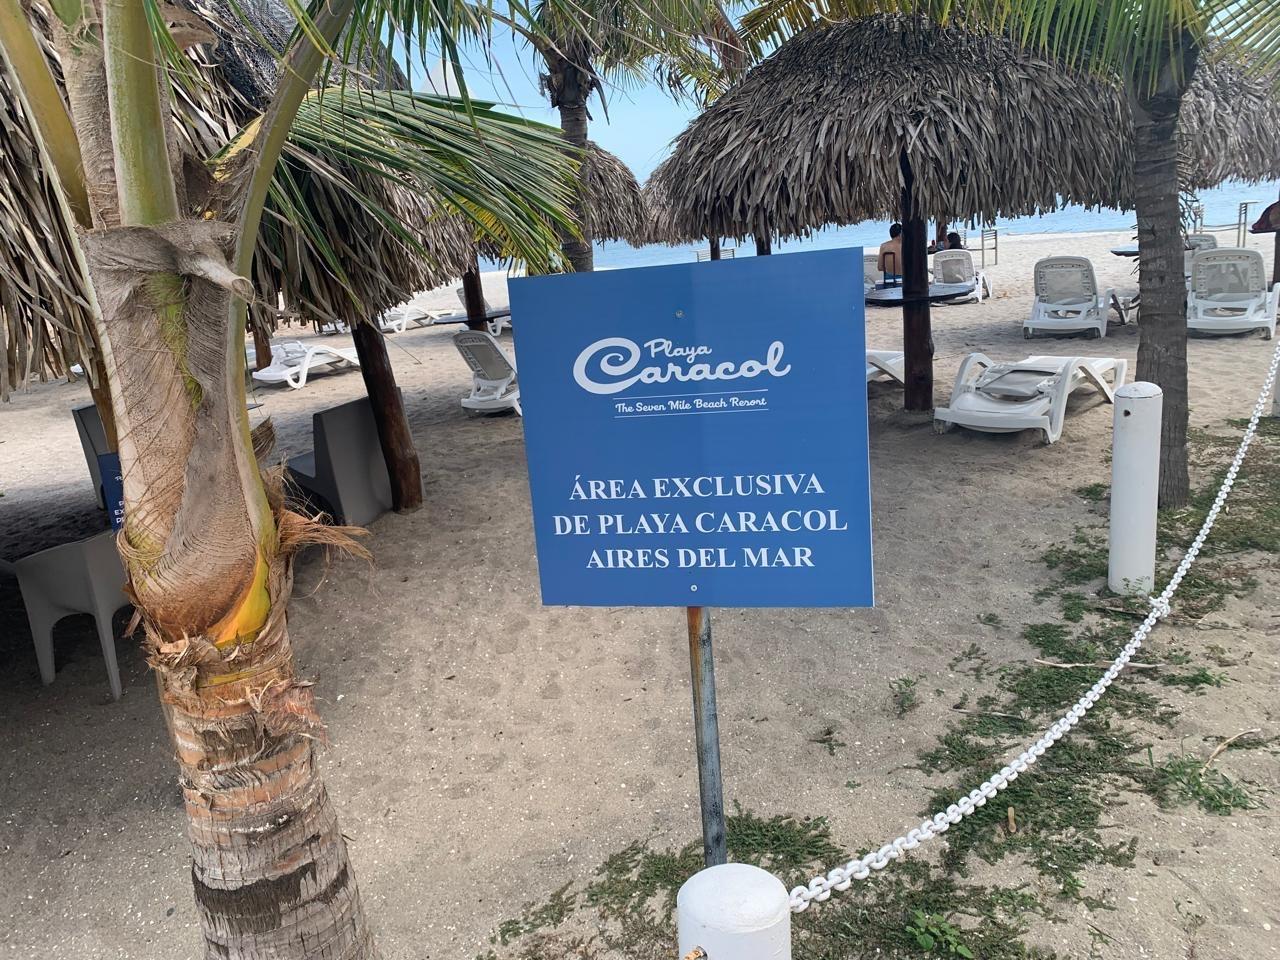 Playa
Caracol
The Seven Mile Beach Resort
ÁREA EXCLUSIVA
DE PLAYA CARACOL
AIRES DEL MAR